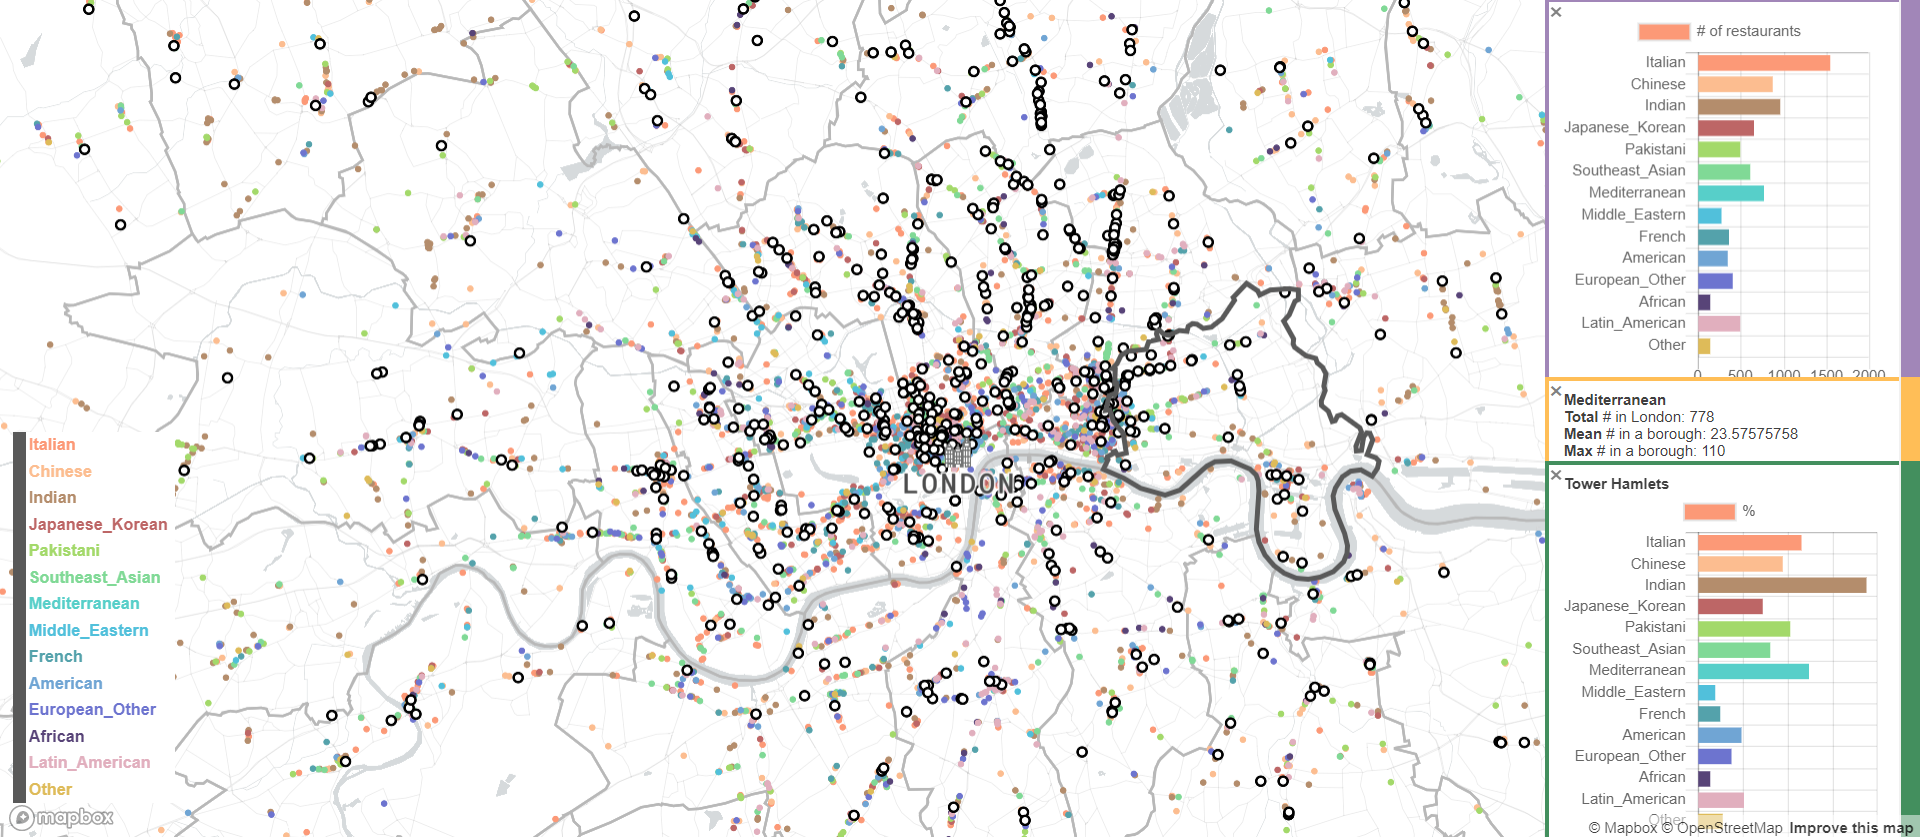 # of restaurants
Italian
Chinese
Indian
Japanese_Korean
Pakistani
Southeast_Asian
Mediterranean
Middle_Eastern
French
American
European_Other
African
Latin_American
Other
0 500 1000 1500 2000
Mediterranean
Total # in London: 778
Mean # in a borough: 23.57575758
Max # in a borough: 110
Tower Hamlets
%
Italian
Chinese
Indian
Japanese_Korean
Pakistani
Southeast_Asian
Mediterranean
Middle_Eastern
French
American
European_Other
African
Latin_American
Other
Italian
Chinese
Indian
Japanese_Korean
Pakistani
Southeast_Asian
Mediterranean
Middle_Eastern
French
American
European_Other
African
Latin_American
Other
LONDON
mapbox
© Mapbox © OpenStreetMap Improve this map